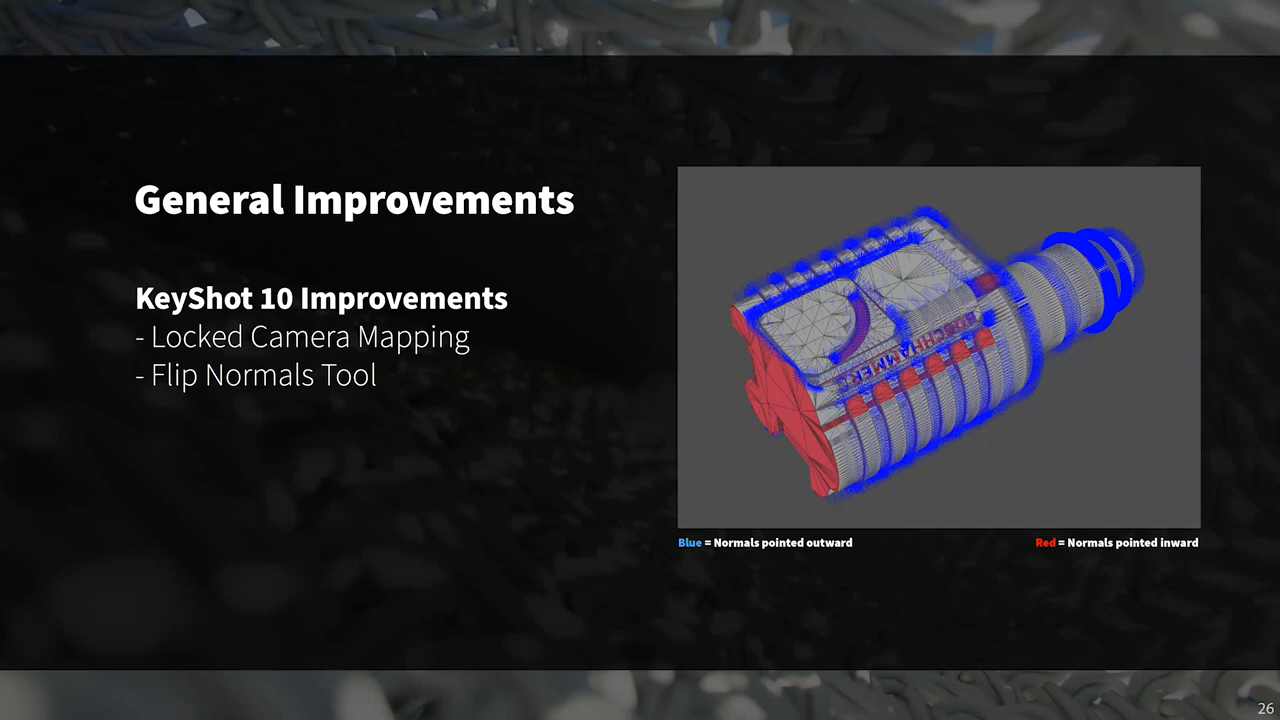 General Improvements
KeyShot 10 Improvements
- Locked Camera Mapping
- Flip Normals Tool
BOSCHHAMMER
Blue = Normals pointed outward
Red = Normals pointed inward
26